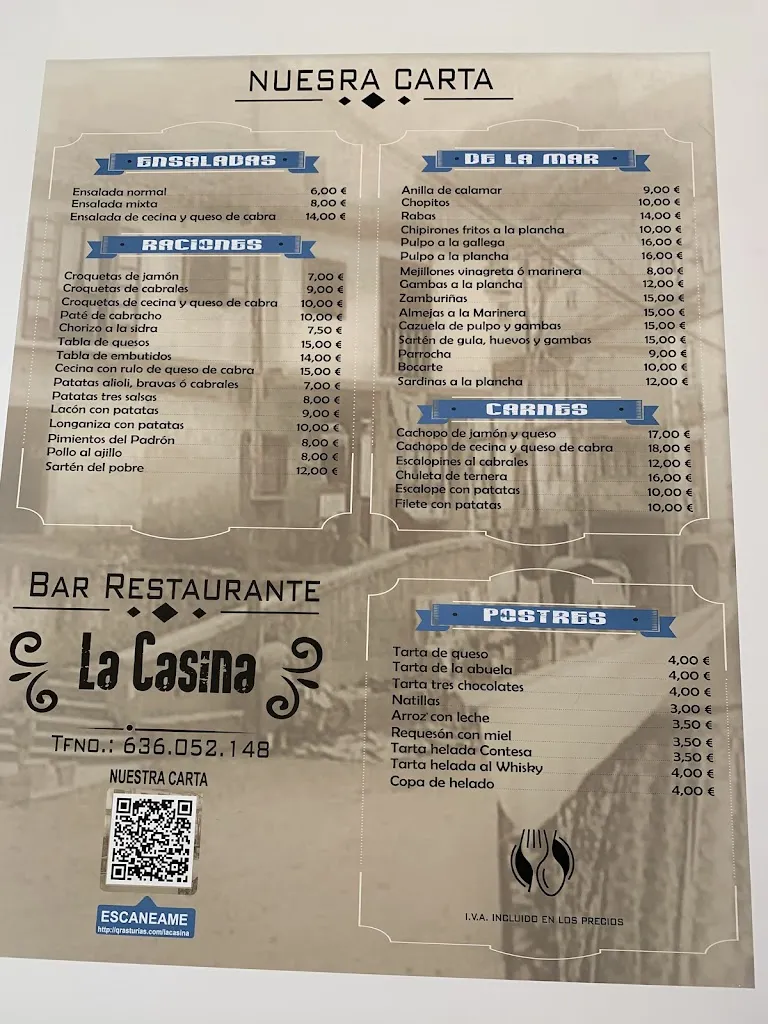 NUESRA CARTA
ENSALADAS
Ensalada normal 6,00 €
Ensalada mixta 8,00 €
Ensalada de cecina y queso de cabra 14,00 €
RACIONES
Croquetas de jamón 7,00 €
Croquetas de cabrales 9,00 €
Croquetas de cecina y queso de cabra 10,00 €
Paté de cabracho 10,00 €
Chorizo a la sidra 7,50 €
Tabla de quesos 15,00 €
Tabla de embutidos 14,00 €
Cecina con rulo de queso de cabra 15,00 €
Patatas alioli, bravas ó cabrales 7,00 €
Patatas tres salsas 8,00 €
Lacón con patatas 9,00 €
Longaniza con patatas 10,00 €
Pimientos del Padrón 8,00 €
Pollo al ajillo 8,00 €
Sartén del pobre 12,00 €
DE LA MAR
Anilla de calamar 9,00 €
Chopitos 10,00 €
Rabas 14,00 €
Chipirones fritos a la plancha 10,00 €
Pulpo a la gallega 16,00 €
Pulpo a la plancha 16,00 €
Mejillones vinagreta ó marinera 8,00 €
Gambas a la plancha 12,00 €
Zamburiñas 15,00 €
Almejas a la Marinera 15,00 €
Cazuela de pulpo y gambas 15,00 €
Sartén de gula, huevos y gambas 15,00 €
Parrocha 9,00 €
Bocarte 10,00 €
Sardinas a la plancha 12,00 €
CARNES
Cachopo de jamón y queso 17,00 €
Cachopo de cecina y queso de cabra 18,00 €
Escalopines al cabrales 12,00 €
Chuleta de ternera 16,00 €
Escalope con patatas 10,00 €
Filete con patatas 10,00 €
BAR RESTAURANTE
La Casina
TFNO.: 636.052.148
NUESTRA CARTA
ESCANEAME
http://qrasturias.com/lacasina
POSTRES
Tarta de queso 4,00 €
Tarta de la abuela 4,00 €
Tarta tres chocolates 4,00 €
Natillas 3,00 €
Arroz con leche 3,50 €
Requesón con miel 3,50 €
Tarta helada Contesa 3,50 €
Tarta helada al Whisky 4,00 €
Copa de helado 4,00 €
I.V.A. INCLUIDO EN LOS PRECIOS